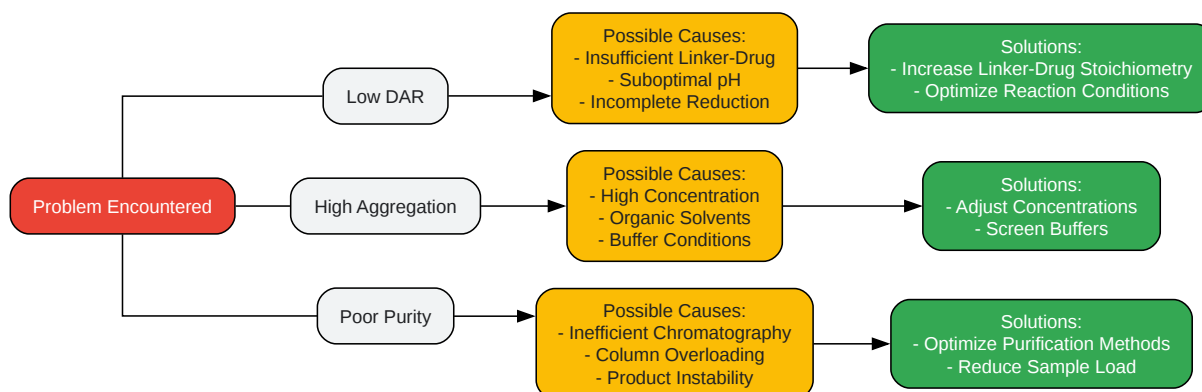 Problem Encountered
Low DAR
Possible Causes:
- Insufficient Linker-Drug
- Suboptimal pH
- Incomplete Reduction
Solutions:
- Increase Linker-Drug Stoichiometry
- Optimize Reaction Conditions
High Aggregation
Possible Causes:
- High Concentration
- Organic Solvents
- Buffer Conditions
Solutions:
- Adjust Concentrations
- Screen Buffers
Poor Purity
Possible Causes:
- Inefficient Chromatography
- Column Overloading
- Product Instability
Solutions:
- Optimize Purification Methods
- Reduce Sample Load